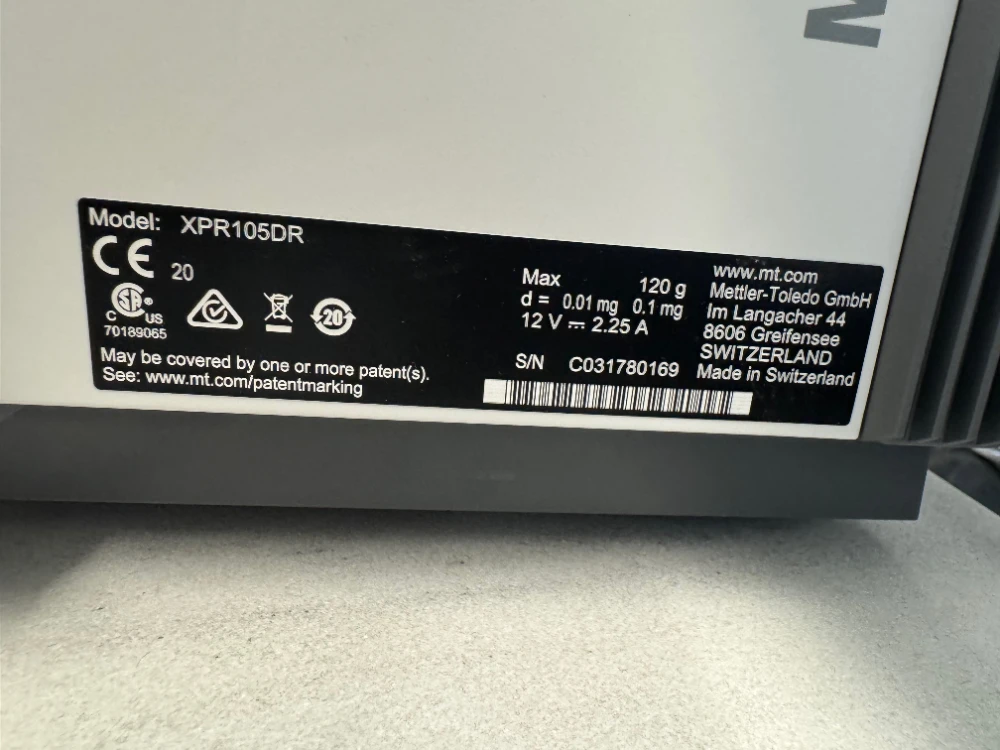 M
Model: XPR105DR
CE 20
SA
C US
70189065
20
May be covered by one or more patent(s).
See: www.mt.com/patentmarking
Max 120 g
d = 0.01 mg 0.1 mg
12 V ⎓ 2.25 A
S/N C031780169
www.mt.com
Mettler-Toledo GmbH
Im Langacher 44
8606 Greifensee
SWITZERLAND
Made in Switzerland